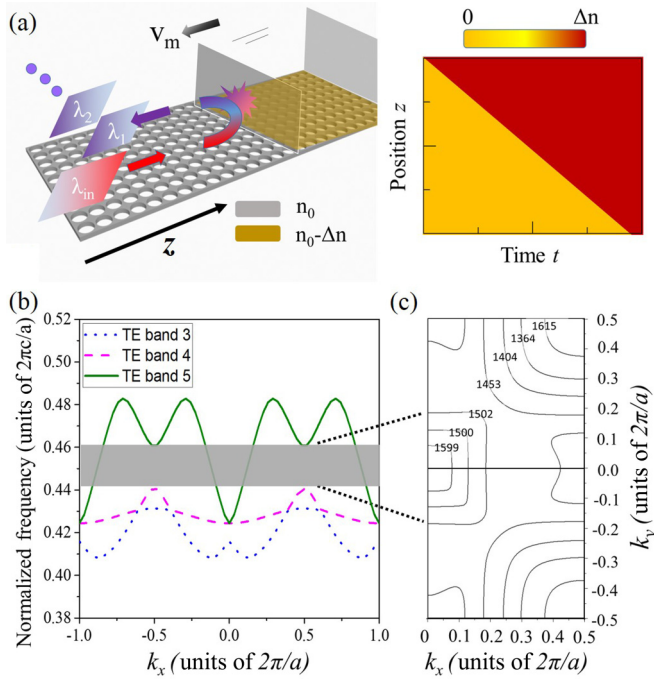 (a)
V_m
λ_2
λ_1
λ_in
z
n_0
n_0-Δn
0
Δn
Position z
Time t
(b)
Normalized frequency (units of 2πc/a)
0.52
0.50
0.48
0.46
0.44
0.42
0.40
0.38
TE band 3
TE band 4
TE band 5
-1.0
-0.5
0.0
0.5
1.0
k_x (units of 2π/a)
(c)
1615
1364
1404
1453
1502
1500
1599
0.5
0.4
0.3
0.2
0.1
0.0
-0.1
-0.2
-0.3
-0.4
-0.5
k_y (units of 2π/a)
0
0.1
0.2
0.3
0.4
0.5
k_x (units of 2π/a)